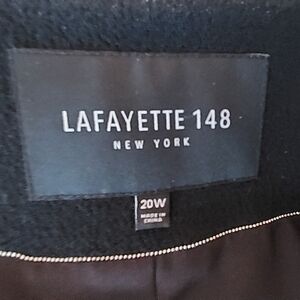 LAFAYETTE 148
NEW YORK
20W
MADE IN
CHINA